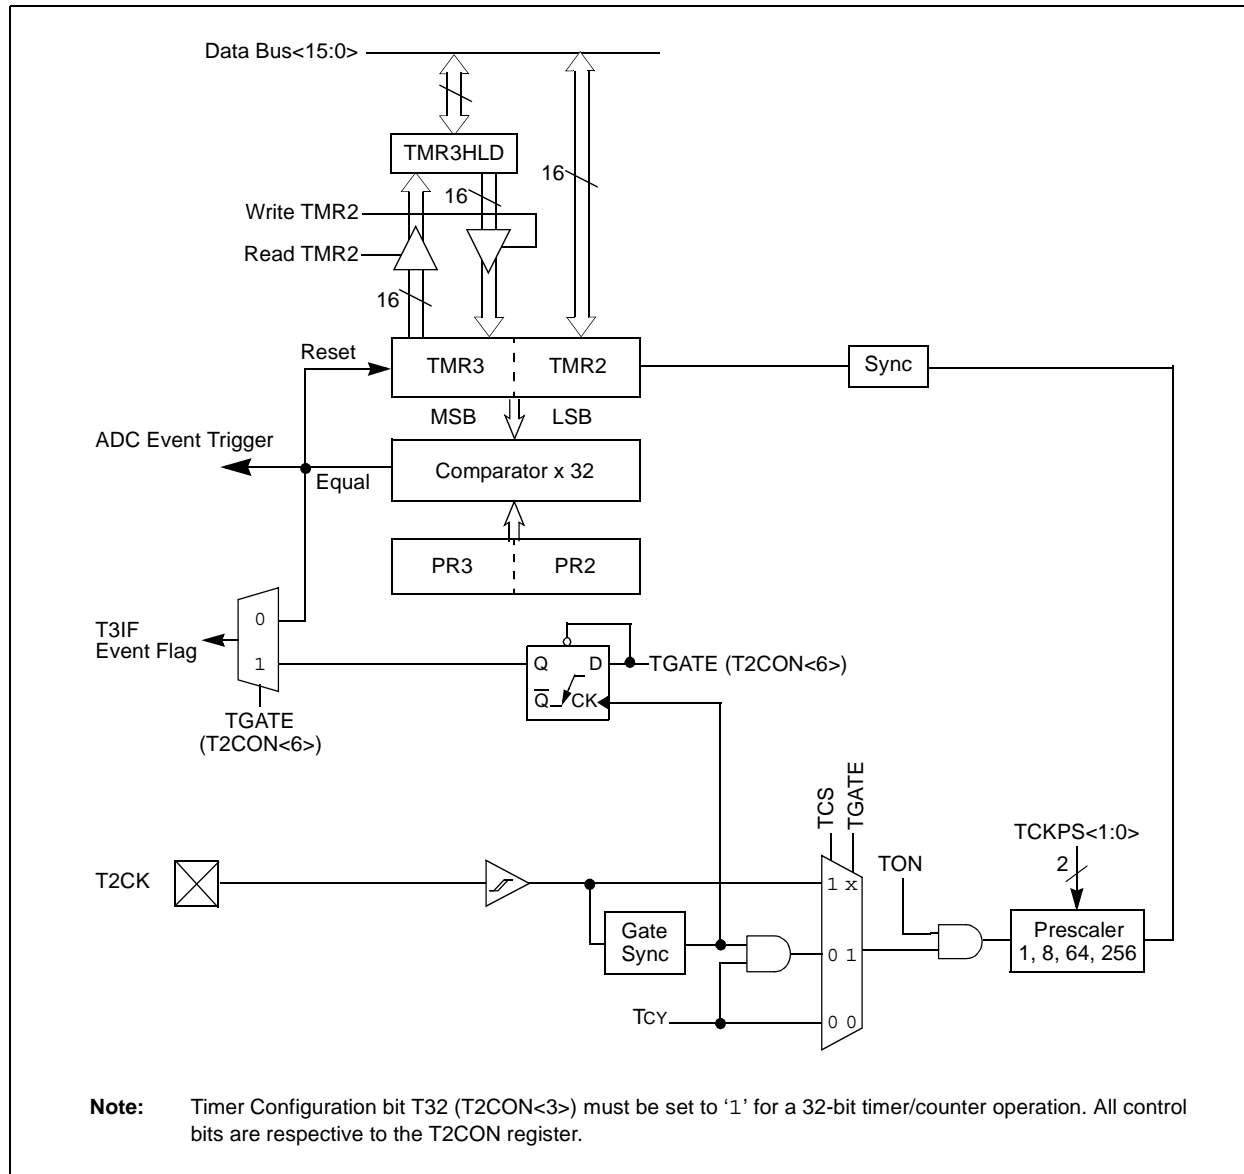 Data Bus<15:0>
TMR3HLD
16
16
Write TMR2
Read TMR2
16
Reset
TMR3
TMR2
Sync
MSB
LSB
ADC Event Trigger
Equal
Comparator x 32
PR3
PR2
0
T3IF
Event Flag
1
Q
D
TGATE (T2CON<6>)
Q
CK
TGATE
(T2CON<6>)
TCS
TGATE
TCKPS<1:0>
2
TON
T2CK
1 x
Gate
Sync
0 1
Prescaler
1, 8, 64, 256
TCY
0 0
Note: Timer Configuration bit T32 (T2CON<3>) must be set to ‘1’ for a 32-bit timer/counter operation. All control
bits are respective to the T2CON register.